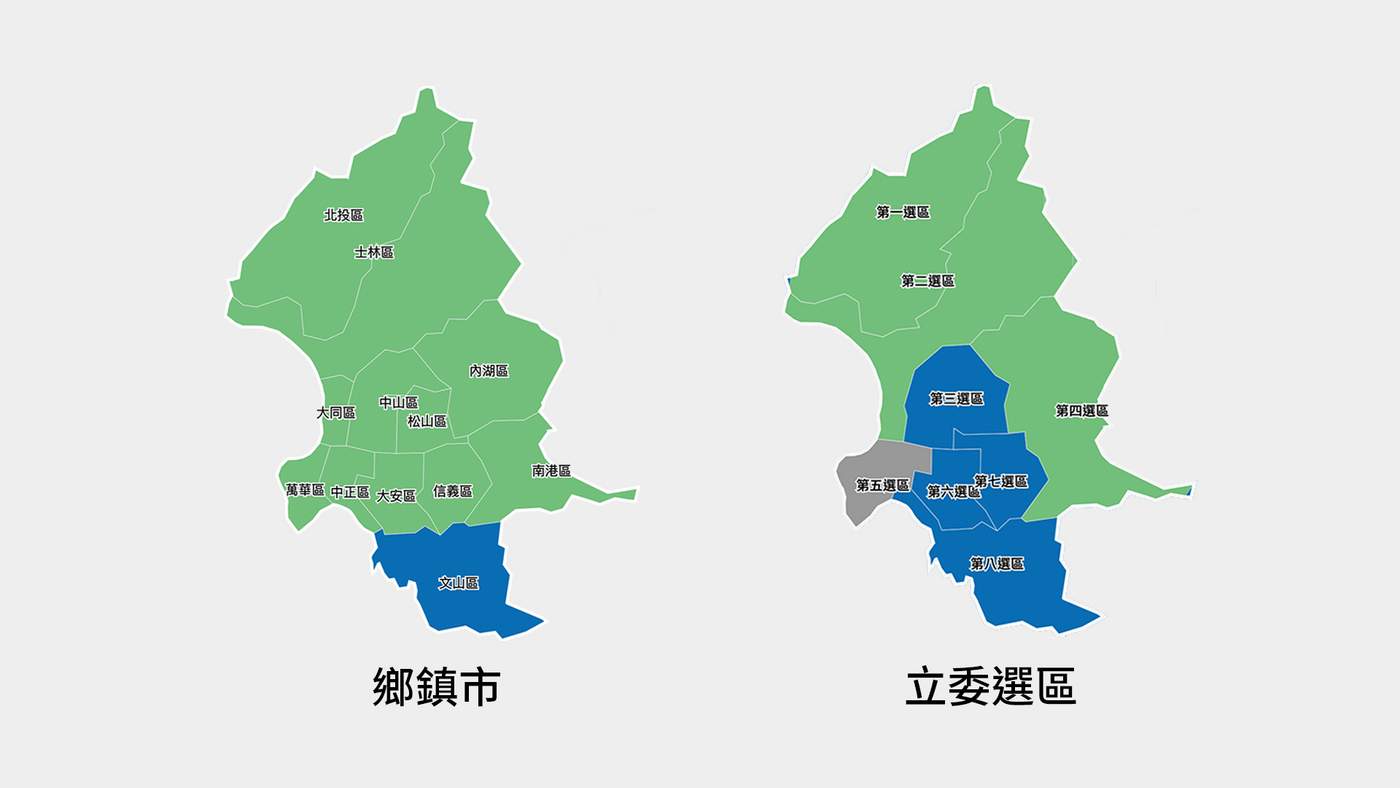 北投區
士林區
內湖區
中山區
大同區
松山區
南港區
萬華區
中正區
大安區
信義區
文山區
鄉鎮市
第一選區
第二選區
第三選區
第四選區
第五選區
第六選區
第七選區
第八選區
立委選區